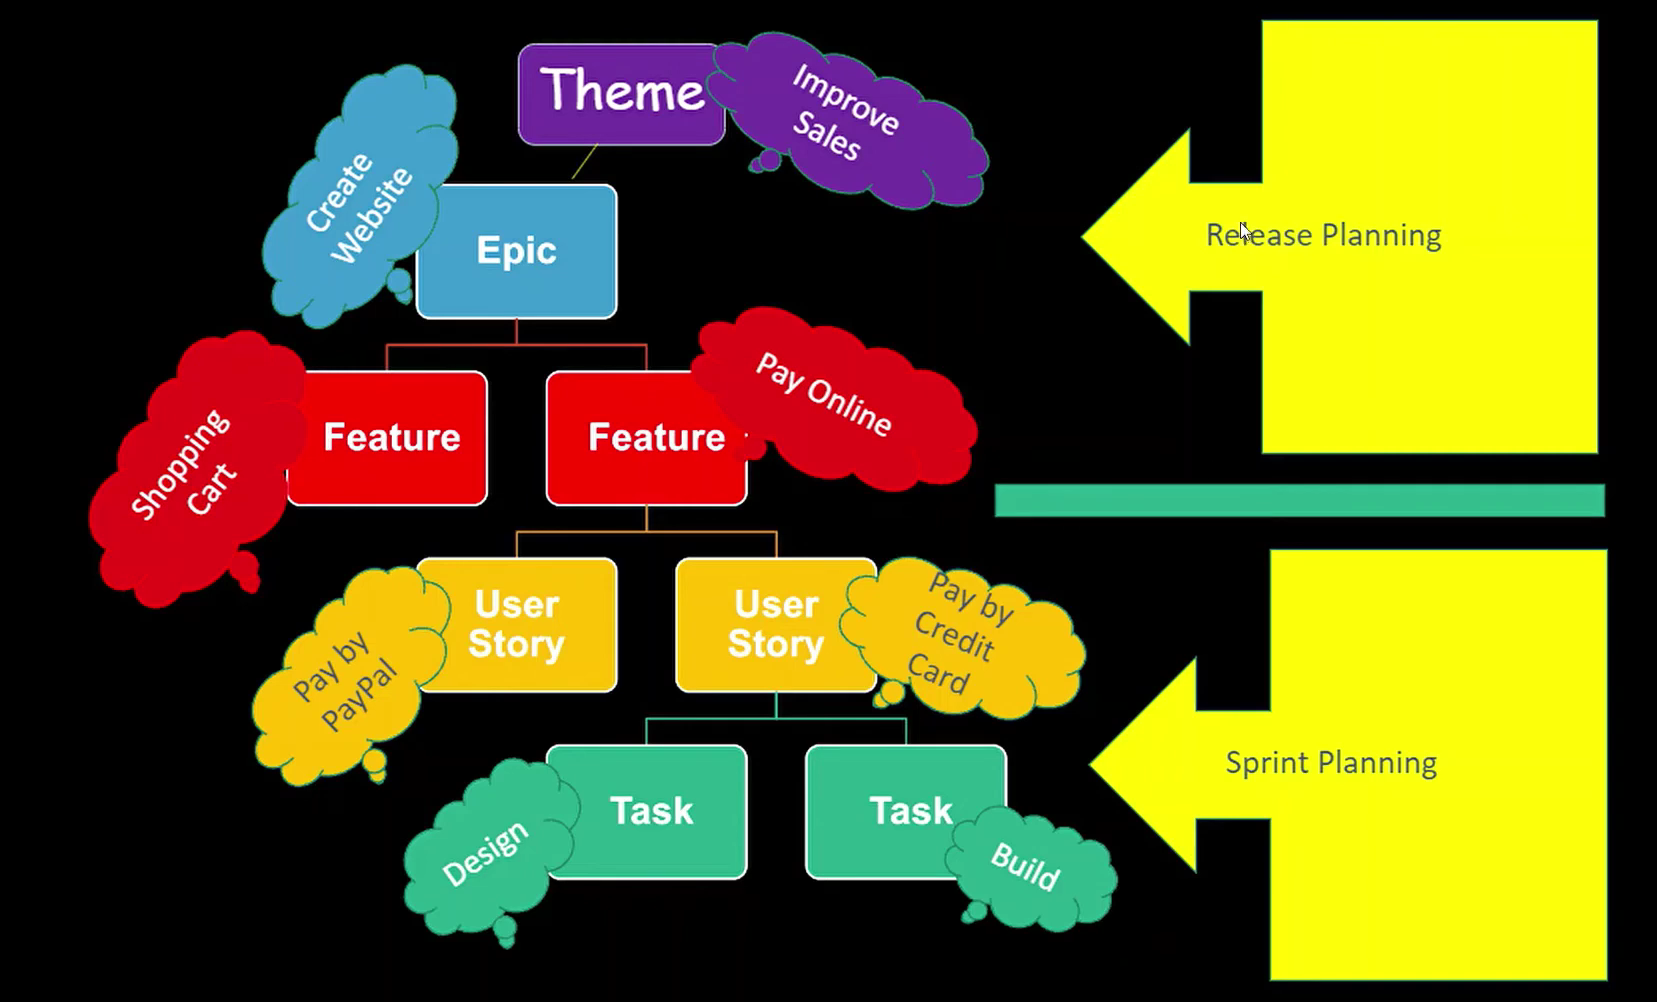 Theme
Improve
Sales
Create
Website
Epic
Release Planning
Shopping
Cart
Feature
Feature
Pay Online
Pay by
PayPal
User
Story
User
Story
Pay by
Credit
Card
Sprint Planning
Design
Task
Task
Build